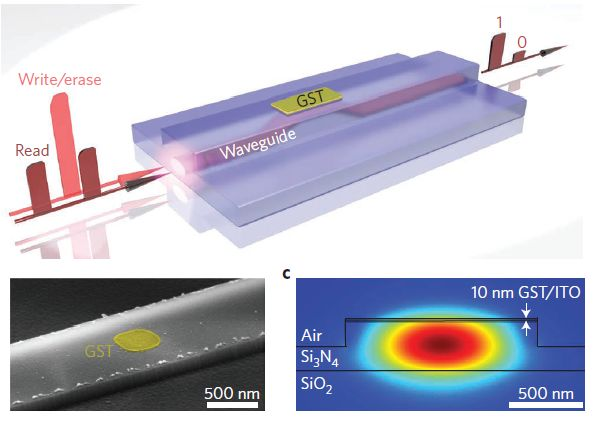 1
0
Write/erase
GST
Read
Waveguide
c
10 nm GST/ITO
GST
Air
Si₃N₄
SiO₂
500 nm
500 nm